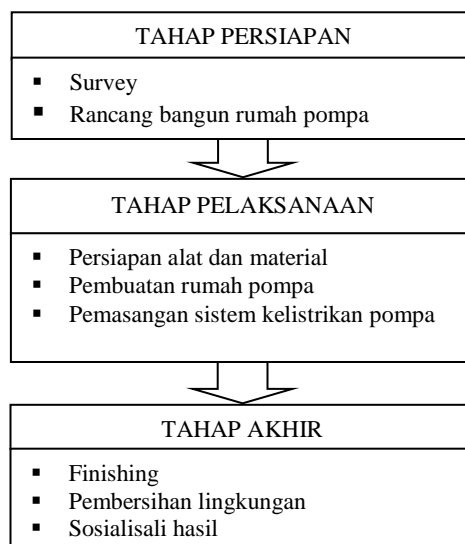 TAHAP PERSIAPAN
▪ Survey
▪ Rancang bangun rumah pompa
TAHAP PELAKSANAAN
▪ Persiapan alat dan material
▪ Pembuatan rumah pompa
▪ Pemasangan sistem kelistrikan pompa
TAHAP AKHIR
▪ Finishing
▪ Pembersihan lingkungan
▪ Sosialisali hasil